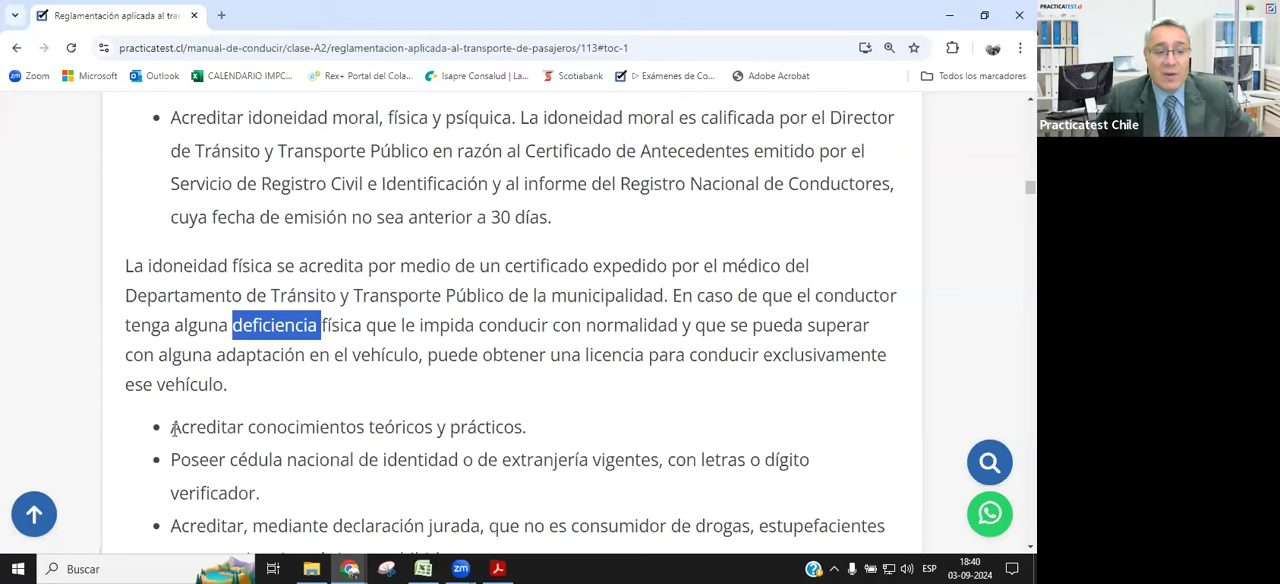 Reglamentación aplicada al tra
practicatest.cl/manual-de-conducir/clase-A2/reglamentacion-aplicada-al-transporte-de-pasajeros/113#toc-1
Zoom
Microsoft
Outlook
CALENDARIO IMPC...
Rex+ Portal del Cola...
Isapre Consalud | La...
Scotiabank
▷ Exámenes de Co...
Adobe Acrobat
Todos los marcadores
PRACTICATEST.cl
Practicatest Chile
• Acreditar idoneidad moral, física y psíquica. La idoneidad moral es calificada por el Director
de Tránsito y Transporte Público en razón al Certificado de Antecedentes emitido por el
Servicio de Registro Civil e Identificación y al informe del Registro Nacional de Conductores,
cuya fecha de emisión no sea anterior a 30 días.
La idoneidad física se acredita por medio de un certificado expedido por el médico del
Departamento de Tránsito y Transporte Público de la municipalidad. En caso de que el conductor
tenga alguna deficiencia física que le impida conducir con normalidad y que se pueda superar
con alguna adaptación en el vehículo, puede obtener una licencia para conducir exclusivamente
ese vehículo.
• Acreditar conocimientos teóricos y prácticos.
• Poseer cédula nacional de identidad o de extranjería vigentes, con letras o dígito
verificador.
• Acreditar, mediante declaración jurada, que no es consumidor de drogas, estupefacientes
Buscar
ESP
18:40
03-09-2024